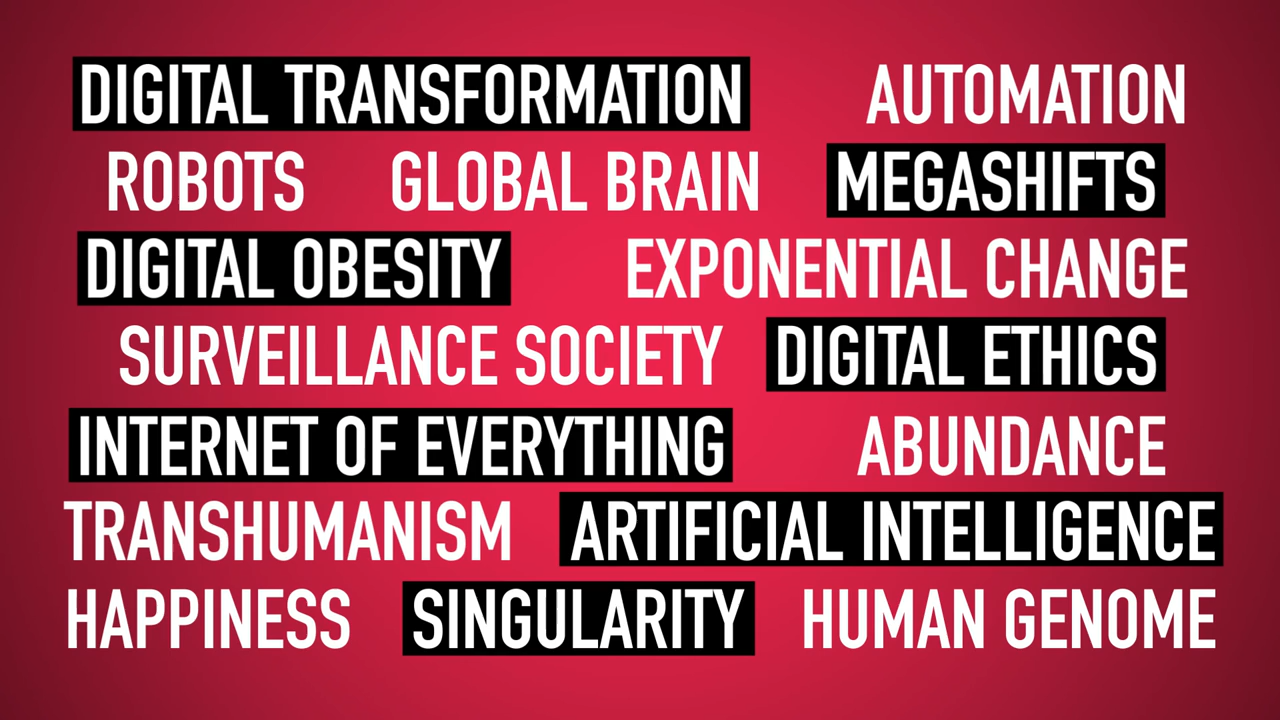 DIGITAL TRANSFORMATION AUTOMATION
ROBOTS GLOBAL BRAIN MEGASHIFTS
DIGITAL OBESITY EXPONENTIAL CHANGE
SURVEILLANCE SOCIETY DIGITAL ETHICS
INTERNET OF EVERYTHING ABUNDANCE
TRANSHUMANISM ARTIFICIAL INTELLIGENCE
HAPPINESS SINGULARITY HUMAN GENOME